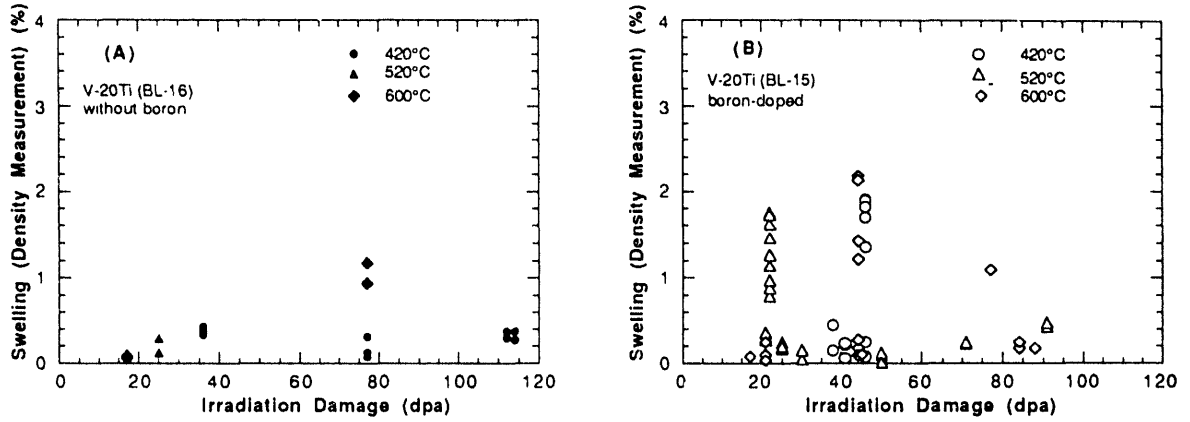 Swelling (Density Measurement) (%)
4
3
2
1
0
(A)
V-20Ti (BL-16)
without boron
420°C
520°C
600°C
0 20 40 60 80 100 120
Irradiation Damage (dpa)
Swelling (Density Measurement) (%)
4
3
2
1
0
(B)
V-20Ti (BL-15)
boron-doped
420°C
520°C
600°C
0 20 40 60 80 100 120
Irradiation Damage (dpa)